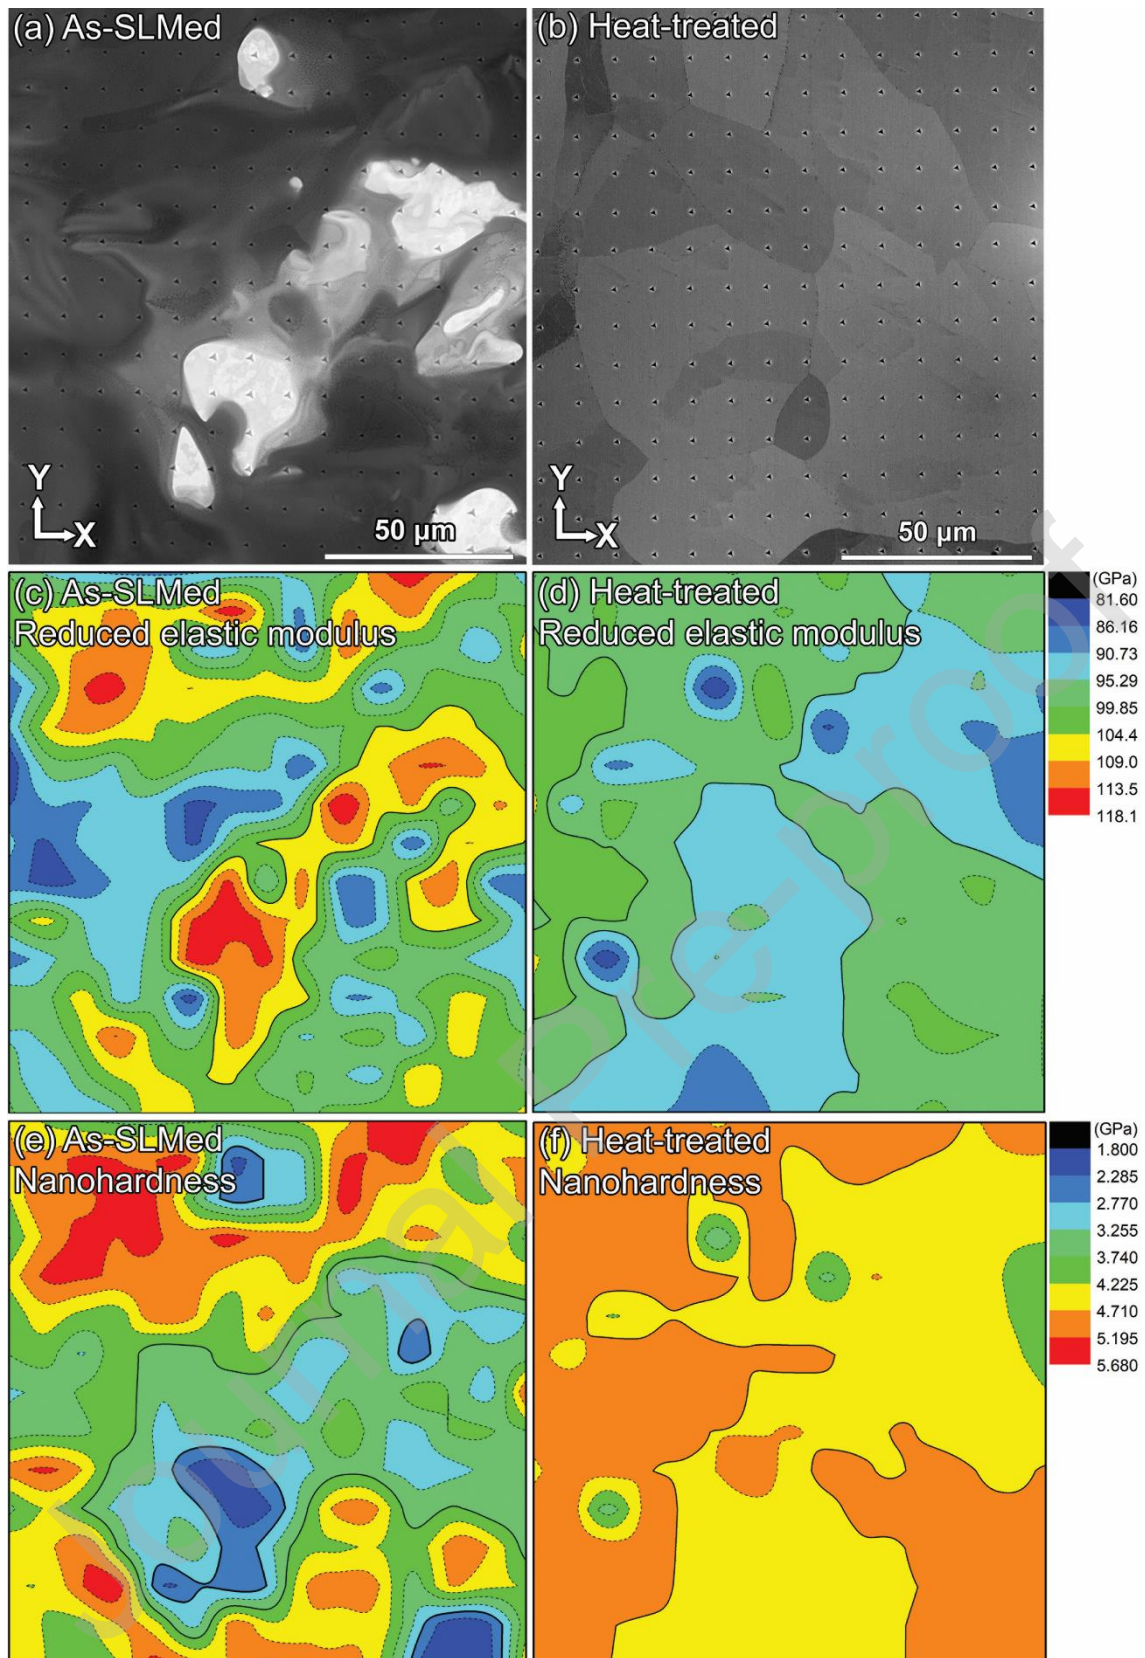 (a) As-SLMed
(b) Heat-treated
Y
X
50 µm
Y
X
50 µm
(c) As-SLMed
Reduced elastic modulus
(d) Heat-treated
Reduced elastic modulus
(GPa)
81.60
86.16
90.73
95.29
99.85
104.4
109.0
113.5
118.1
(e) As-SLMed
Nanohardness
(f) Heat-treated
Nanohardness
(GPa)
1.800
2.285
2.770
3.255
3.740
4.225
4.710
5.195
5.680
Journal Pre-proof